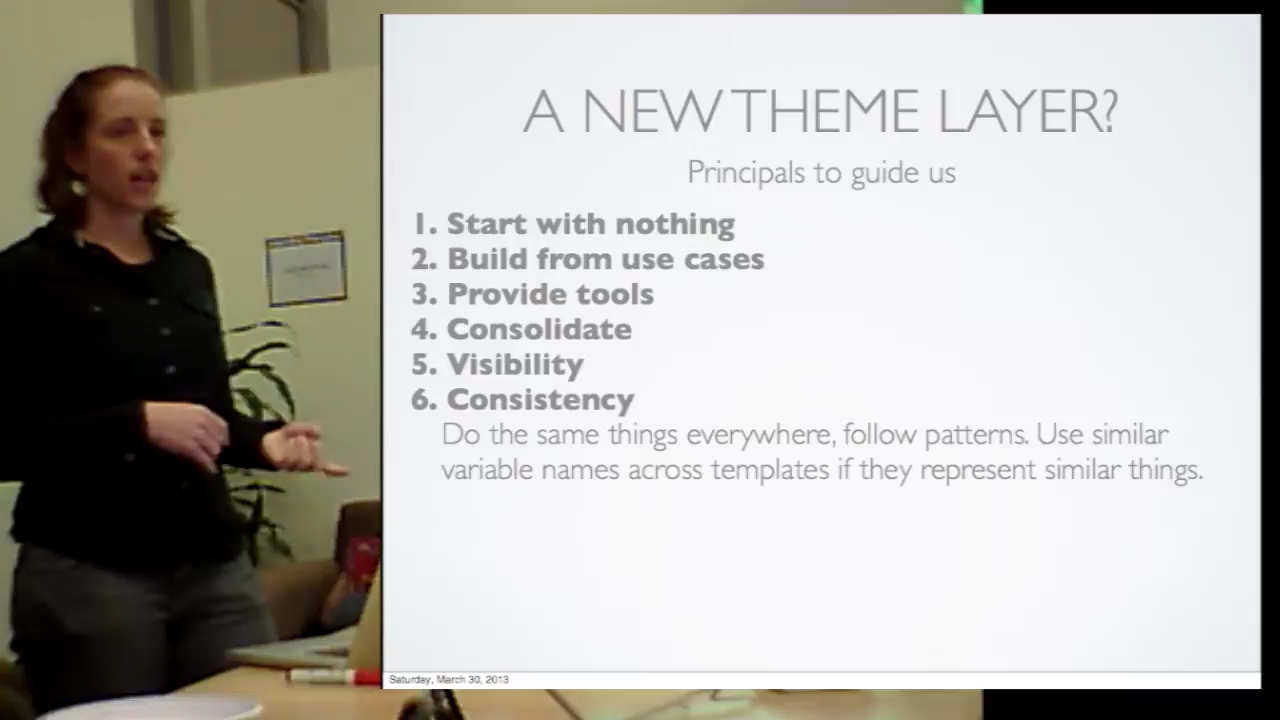 A NEW THEME LAYER?
Principals to guide us
1. Start with nothing
2. Build from use cases
3. Provide tools
4. Consolidate
5. Visibility
6. Consistency
Do the same things everywhere, follow patterns. Use similar
variable names across templates if they represent similar things.
Saturday, March 30, 2013